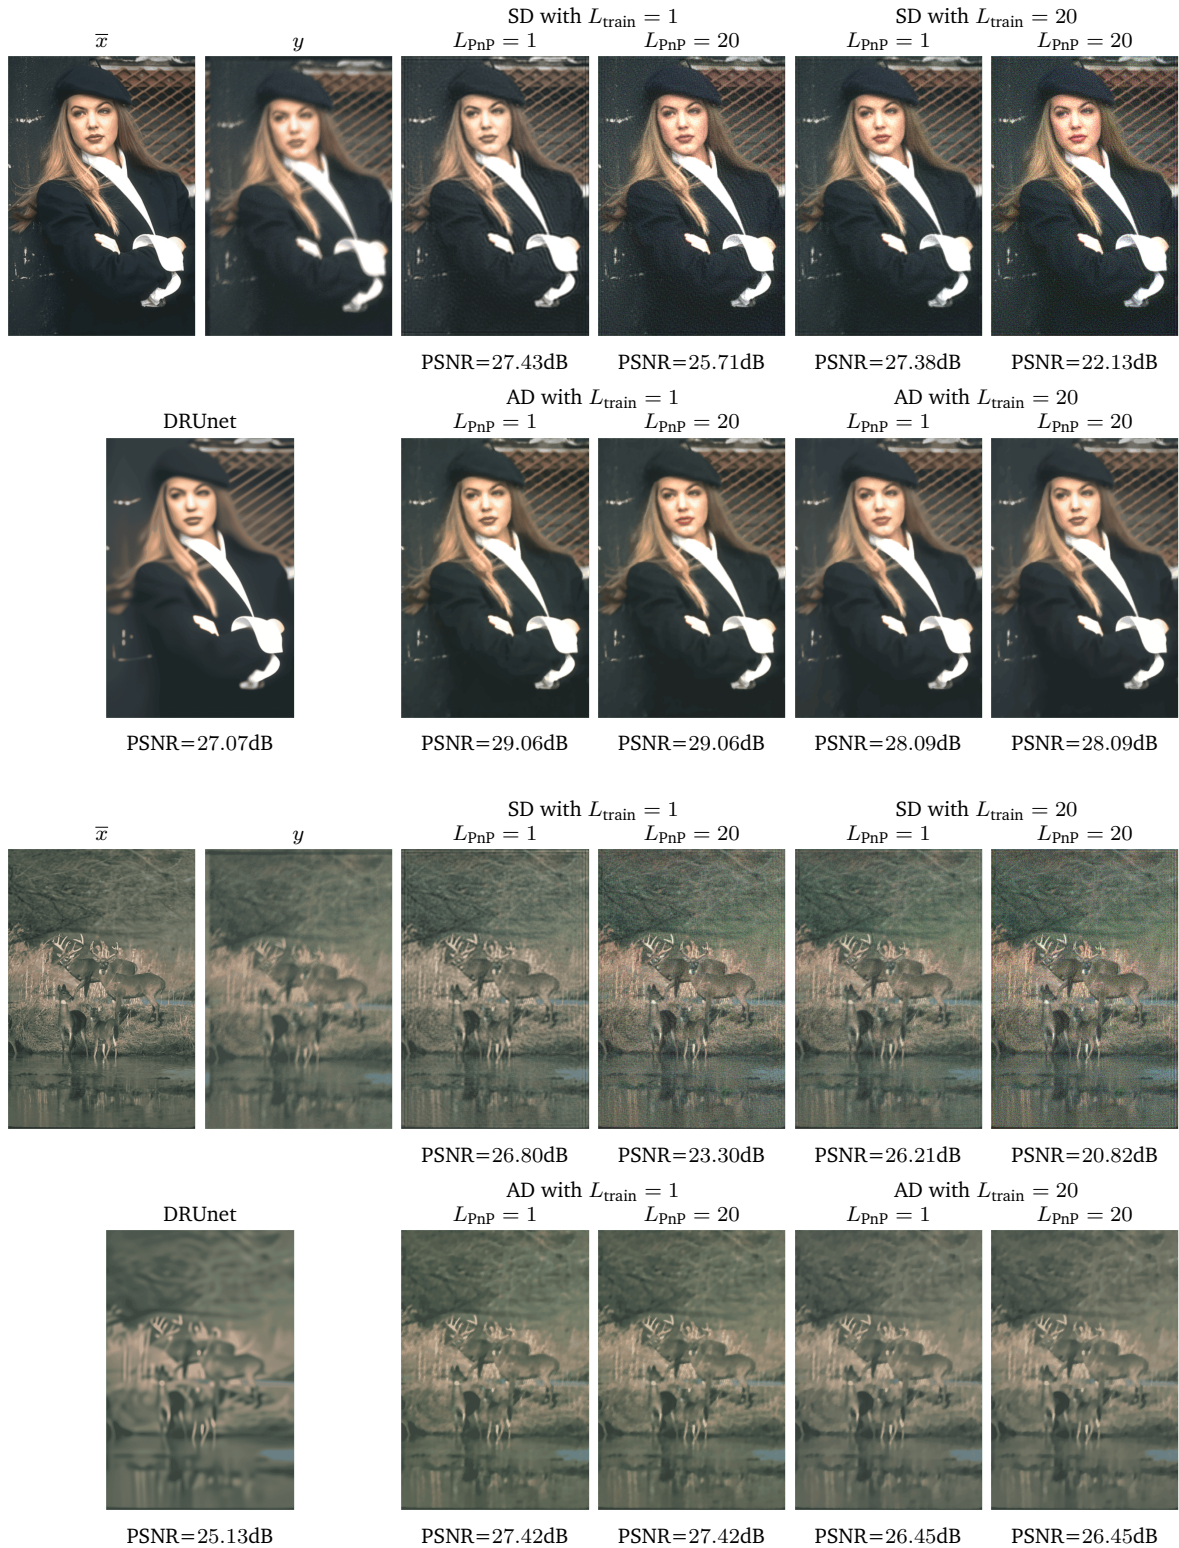 SD with L_train = 1 SD with L_train = 20
x̅ y L_PnP = 1 L_PnP = 20 L_PnP = 1 L_PnP = 20
PSNR=27.43dB PSNR=25.71dB PSNR=27.38dB PSNR=22.13dB
AD with L_train = 1 AD with L_train = 20
DRUnet L_PnP = 1 L_PnP = 20 L_PnP = 1 L_PnP = 20
PSNR=27.07dB PSNR=29.06dB PSNR=29.06dB PSNR=28.09dB PSNR=28.09dB
SD with L_train = 1 SD with L_train = 20
x̅ y L_PnP = 1 L_PnP = 20 L_PnP = 1 L_PnP = 20
PSNR=26.80dB PSNR=23.30dB PSNR=26.21dB PSNR=20.82dB
AD with L_train = 1 AD with L_train = 20
DRUnet L_PnP = 1 L_PnP = 20 L_PnP = 1 L_PnP = 20
PSNR=25.13dB PSNR=27.42dB PSNR=27.42dB PSNR=26.45dB PSNR=26.45dB